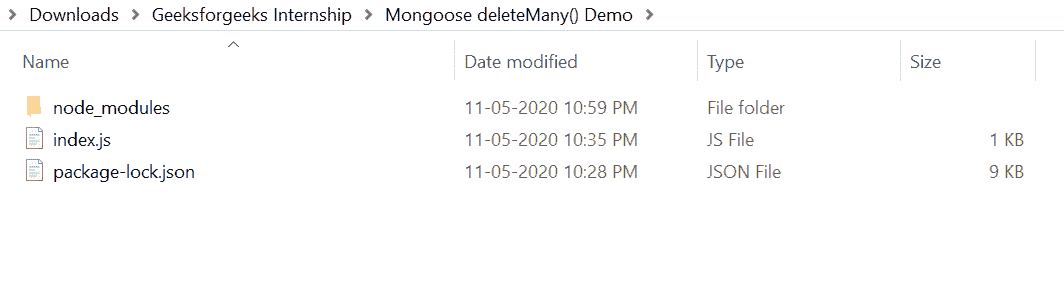 Downloads > Geeksforgeeks Internship > Mongoose deleteMany() Demo >
Name Date modified Type Size
node_modules 11-05-2020 10:59 PM File folder
index.js 11-05-2020 10:35 PM JS File 1 KB
package-lock.json 11-05-2020 10:28 PM JSON File 9 KB